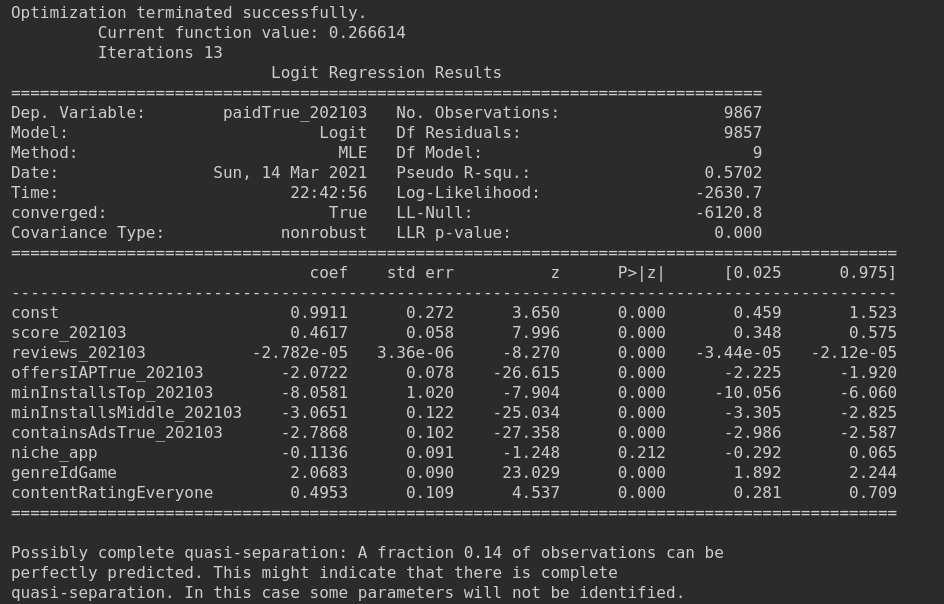 Optimization terminated successfully.
         Current function value: 0.266614
         Iterations 13
                           Logit Regression Results
==============================================================================
Dep. Variable:        paidTrue_202103   No. Observations:                 9867
Model:                          Logit   Df Residuals:                     9857
Method:                           MLE   Df Model:                            9
Date:                Sun, 14 Mar 2021   Pseudo R-squ.:                  0.5702
Time:                        22:42:56   Log-Likelihood:                -2630.7
converged:                       True   LL-Null:                       -6120.8
Covariance Type:            nonrobust   LLR p-value:                     0.000
============================================================================================
                               coef    std err          z      P>|z|      [0.025      0.975]
--------------------------------------------------------------------------------------------
const                        0.9911      0.272      3.650      0.000       0.459       1.523
score_202103                 0.4617      0.058      7.996      0.000       0.348       0.575
reviews_202103           -2.782e-05   3.36e-06     -8.270      0.000   -3.44e-05   -2.12e-05
offersIAPTrue_202103        -2.0722      0.078    -26.615      0.000      -2.225      -1.920
minInstallsTop_202103       -8.0581      1.020     -7.904      0.000     -10.056      -6.060
minInstallsMiddle_202103    -3.0651      0.122    -25.034      0.000      -3.305      -2.825
containsAdsTrue_202103      -2.7868      0.102    -27.358      0.000      -2.986      -2.587
niche_app                   -0.1136      0.091     -1.248      0.212      -0.292       0.065
genreIdGame                  2.0683      0.090     23.029      0.000       1.892       2.244
contentRatingEveryone        0.4953      0.109      4.537      0.000       0.281       0.709
============================================================================================
Possibly complete quasi-separation: A fraction 0.14 of observations can be
perfectly predicted. This might indicate that there is complete
quasi-separation. In this case some parameters will not be identified.